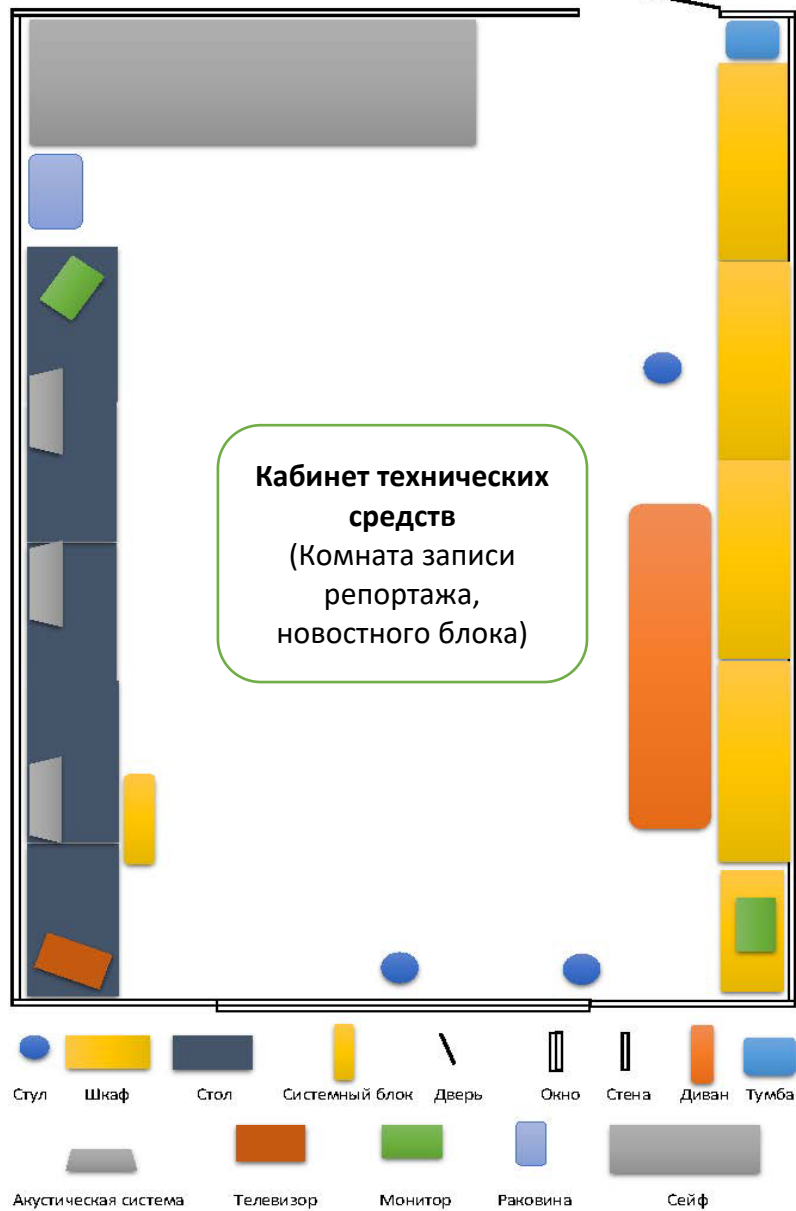 Кабинет технических
средств
(Комната записи
репортажа,
новостного блока)
Стул Шкаф Стол Системный блок Дверь Окно Стена Диван Тумба
Акустическая система Телевизор Монитор Раковина Сейф